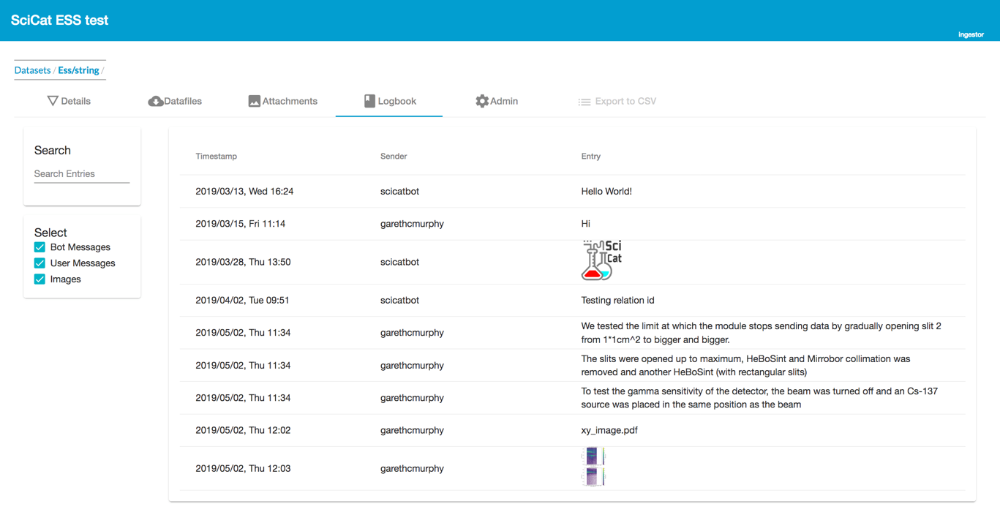 SciCat ESS test
ingestor
Datasets / Ess/string /
Details
Datafiles
Attachments
Logbook
Admin
Export to CSV
Search
Search Entries
Select
Bot Messages
User Messages
Images
Timestamp Sender Entry
2019/03/13, Wed 16:24 scicatbot Hello World!
2019/03/15, Fri 11:14 garethcmurphy Hi
2019/03/28, Thu 13:50 scicatbot
Sci
Cat
2019/04/02, Tue 09:51 scicatbot Testing relation id
2019/05/02, Thu 11:34 garethcmurphy We tested the limit at which the module stops sending data by gradually opening slit 2
from 1*1cm^2 to bigger and bigger.
2019/05/02, Thu 11:34 garethcmurphy The slits were opened up to maximum, HeBoSint and Mirrobor collimation was
removed and another HeBoSint (with rectangular slits)
2019/05/02, Thu 11:34 garethcmurphy To test the gamma sensitivity of the detector, the beam was turned off and an Cs-137
source was placed in the same position as the beam
2019/05/02, Thu 12:02 garethcmurphy xy_image.pdf
2019/05/02, Thu 12:03 garethcmurphy